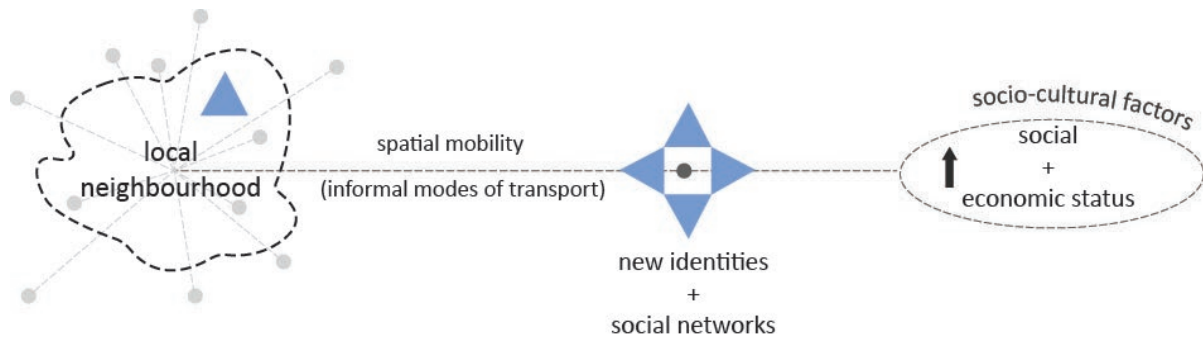 local
neighbourhood
spatial mobility
(informal modes of transport)
new identities
+
social networks
socio-cultural factors
social
+
economic status